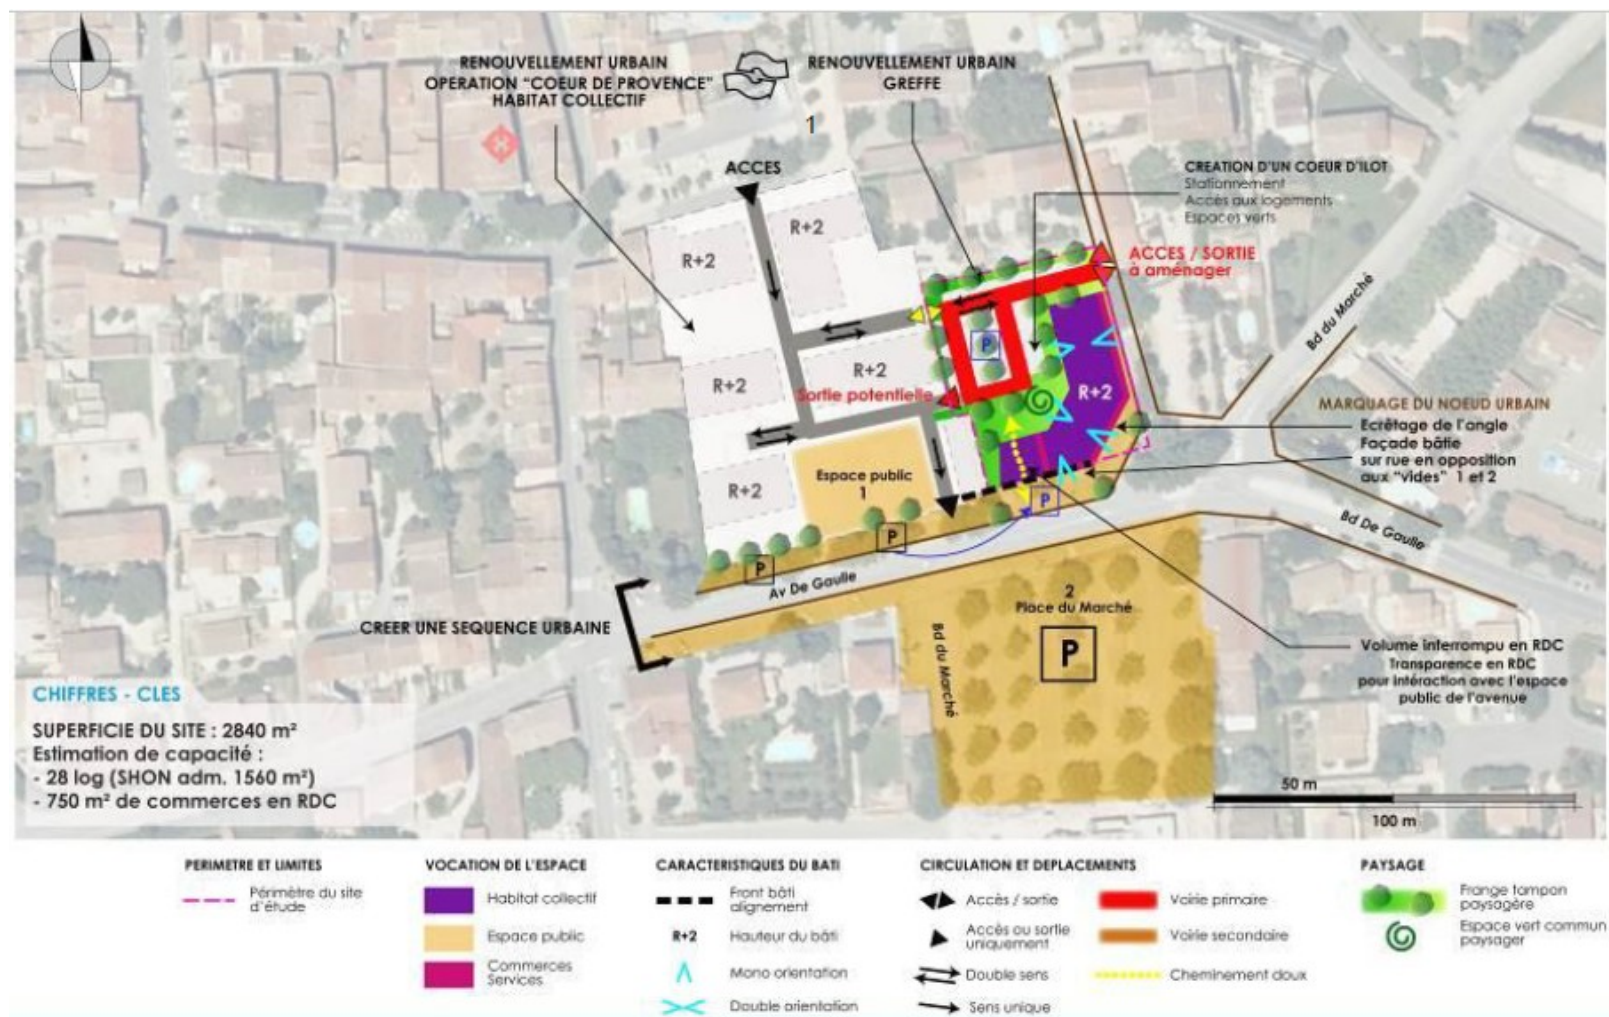 RENOUVELLEMENT URBAIN
OPERATION "COEUR DE PROVENCE"
HABITAT COLLECTIF
RENOUVELLEMENT URBAIN
GREFFE
1
ACCES
CREATION D'UN COEUR D'ILOT
Stationnement
Accès aux logements
Espaces verts
R+2
R+2
ACCES / SORTIE
à aménager
Bd du Marché
P
R+2
R+2
R+2
Sortie potentielle
MARQUAGE DU NOEUD URBAIN
Ecrêtage de l'angle
Façade bâtie
sur rue en opposition
aux "vides" 1 et 2
Espace public
1
R+2
P
P
P
Bd De Gaulle
Av De Gaulle
2
Place du Marché
P
CREER UNE SEQUENCE URBAINE
Bd du Marché
Volume interrompu en RDC
Transparence en RDC
pour intéraction avec l'espace
public de l'avenue
CHIFFRES - CLES
SUPERFICIE DU SITE : 2840 m²
Estimation de capacité :
- 28 log (SHON adm. 1560 m²)
- 750 m² de commerces en RDC
50 m
100 m
PERIMETRE ET LIMITES
Périmètre du site
d'étude
VOCATION DE L'ESPACE
Habitat collectif
Espace public
Commerces
Services
CARACTERISTIQUES DU BATI
Front bâti
alignement
R+2 Hauteur du bâti
Mono orientation
Double orientation
CIRCULATION ET DEPLACEMENTS
Accès / sortie
Accès ou sortie
uniquement
Double sens
Sens unique
Voirie primaire
Voirie secondaire
Cheminement doux
PAYSAGE
Frange tampon
paysagère
Espace vert commun
paysager